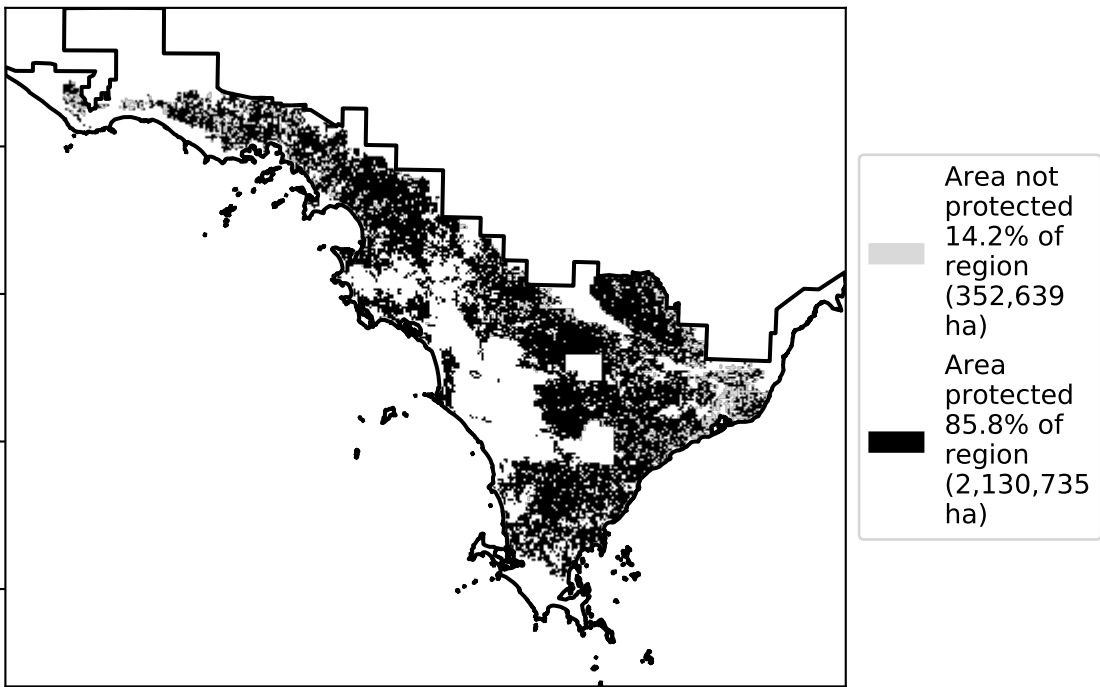 Area not
protected
14.2% of
region
(352,639
ha)
Area
protected
85.8% of
region
(2,130,735
ha)